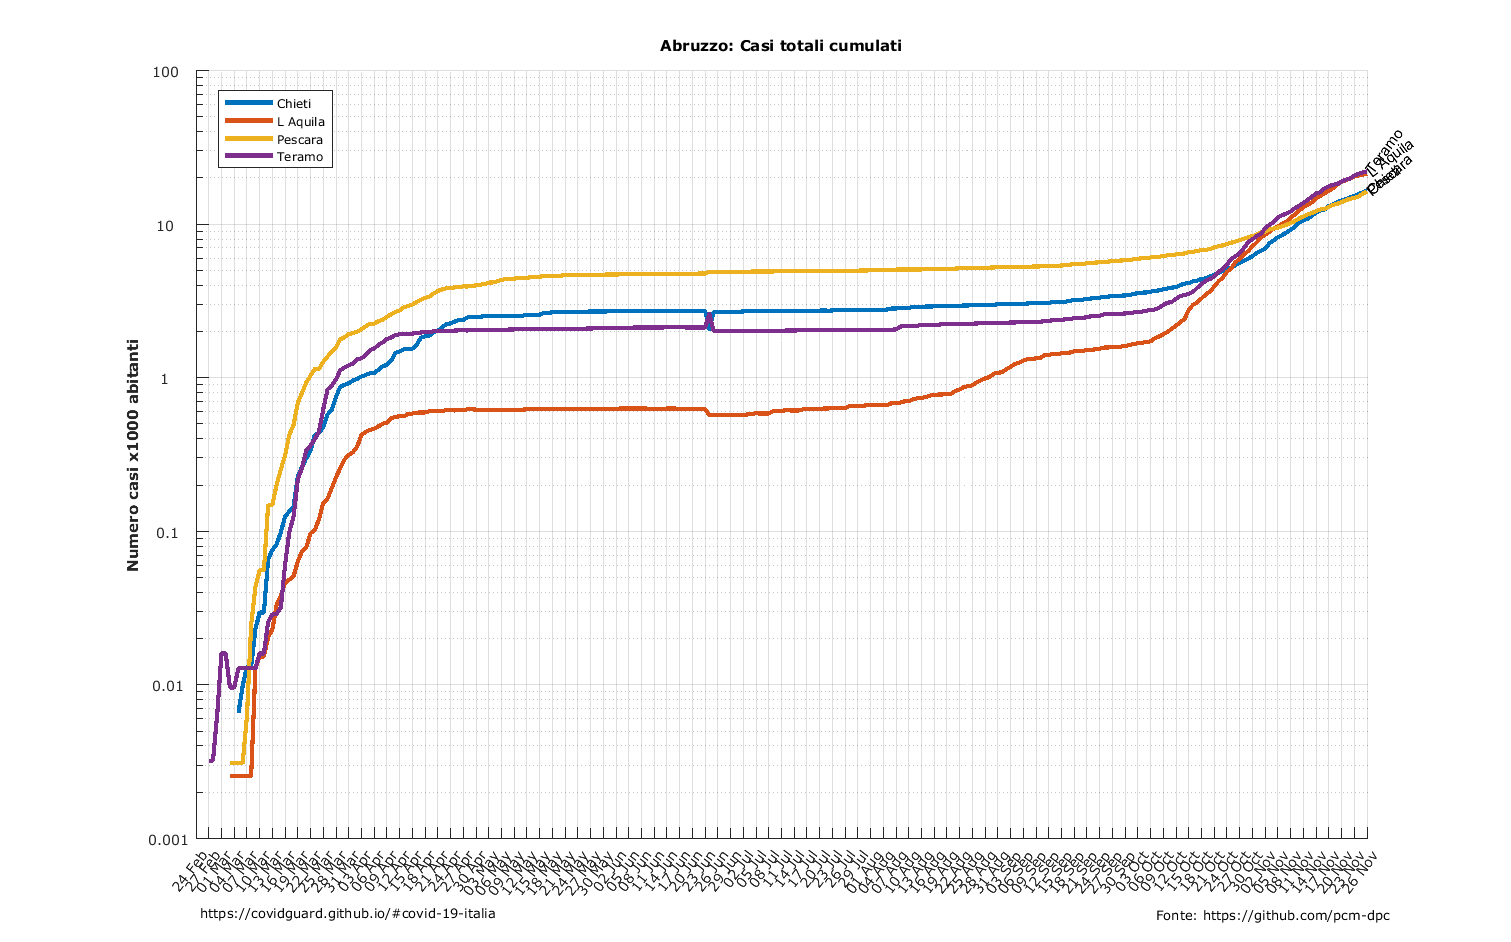 Abruzzo: Casi totali cumulati
100
10
1
0.1
0.01
0.001
Numero casi x1000 abitanti
Chieti
L Aquila
Pescara
Teramo
Teramo
L Aquila
Pescara
24 Feb
27 Feb
01 Mar
04 Mar
07 Mar
10 Mar
13 Mar
16 Mar
19 Mar
22 Mar
25 Mar
28 Mar
31 Mar
03 Apr
06 Apr
09 Apr
12 Apr
15 Apr
18 Apr
21 Apr
24 Apr
27 Apr
30 Apr
03 May
06 May
09 May
12 May
15 May
18 May
21 May
24 May
27 May
30 May
02 Jun
05 Jun
08 Jun
11 Jun
14 Jun
17 Jun
20 Jun
23 Jun
26 Jun
29 Jun
02 Jul
05 Jul
08 Jul
11 Jul
14 Jul
17 Jul
20 Jul
23 Jul
26 Jul
29 Jul
01 Aug
04 Aug
07 Aug
10 Aug
13 Aug
16 Aug
19 Aug
22 Aug
25 Aug
28 Aug
31 Aug
03 Sep
06 Sep
09 Sep
12 Sep
15 Sep
18 Sep
21 Sep
24 Sep
27 Sep
30 Sep
03 Oct
06 Oct
09 Oct
12 Oct
15 Oct
18 Oct
21 Oct
24 Oct
27 Oct
30 Oct
02 Nov
05 Nov
08 Nov
11 Nov
14 Nov
17 Nov
20 Nov
23 Nov
26 Nov
https://covidguard.github.io/#covid-19-italia
Fonte: https://github.com/pcm-dpc